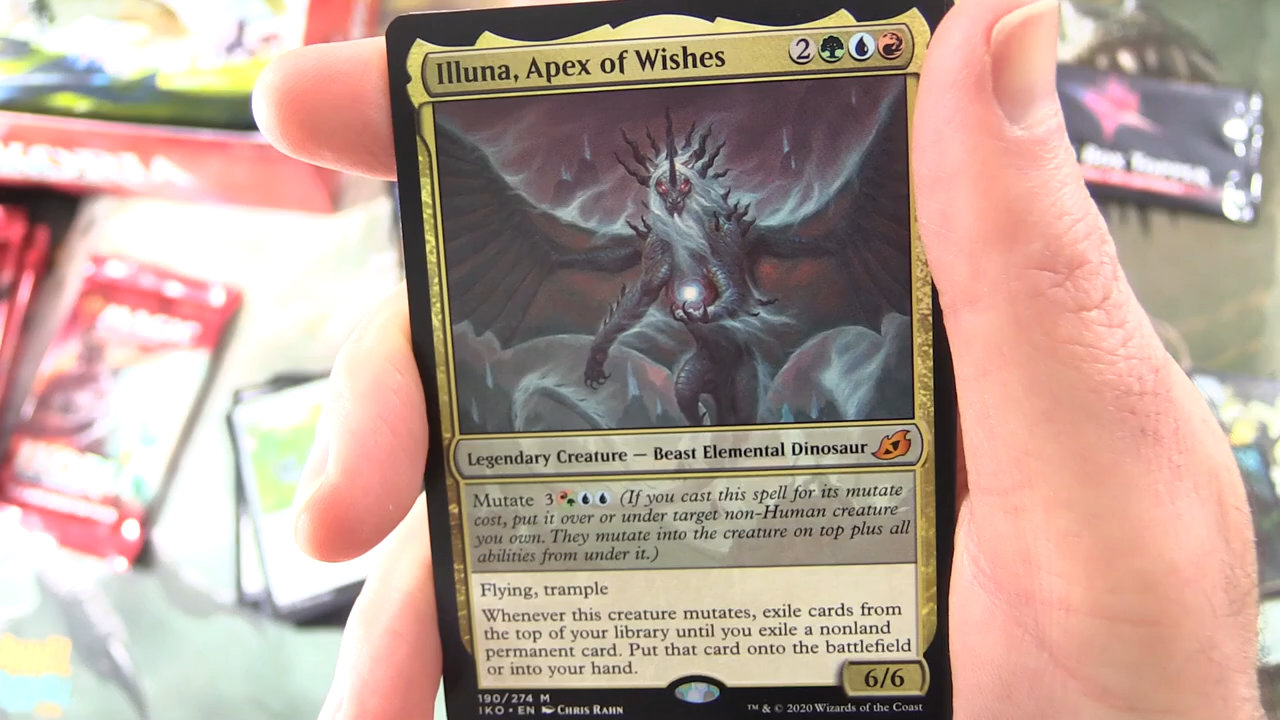 Illuna, Apex of Wishes 2
Legendary Creature — Beast Elemental Dinosaur
Mutate 3 (If you cast this spell for its mutate
cost, put it over or under target non-Human creature
you own. They mutate into the creature on top plus all
abilities from under it.)
Flying, trample
Whenever this creature mutates, exile cards from
the top of your library until you exile a nonland
permanent card. Put that card onto the battlefield
or into your hand.
6/6
190/274 M
IKO • EN Chris Rahn
™ & © 2020 Wizards of the Coast